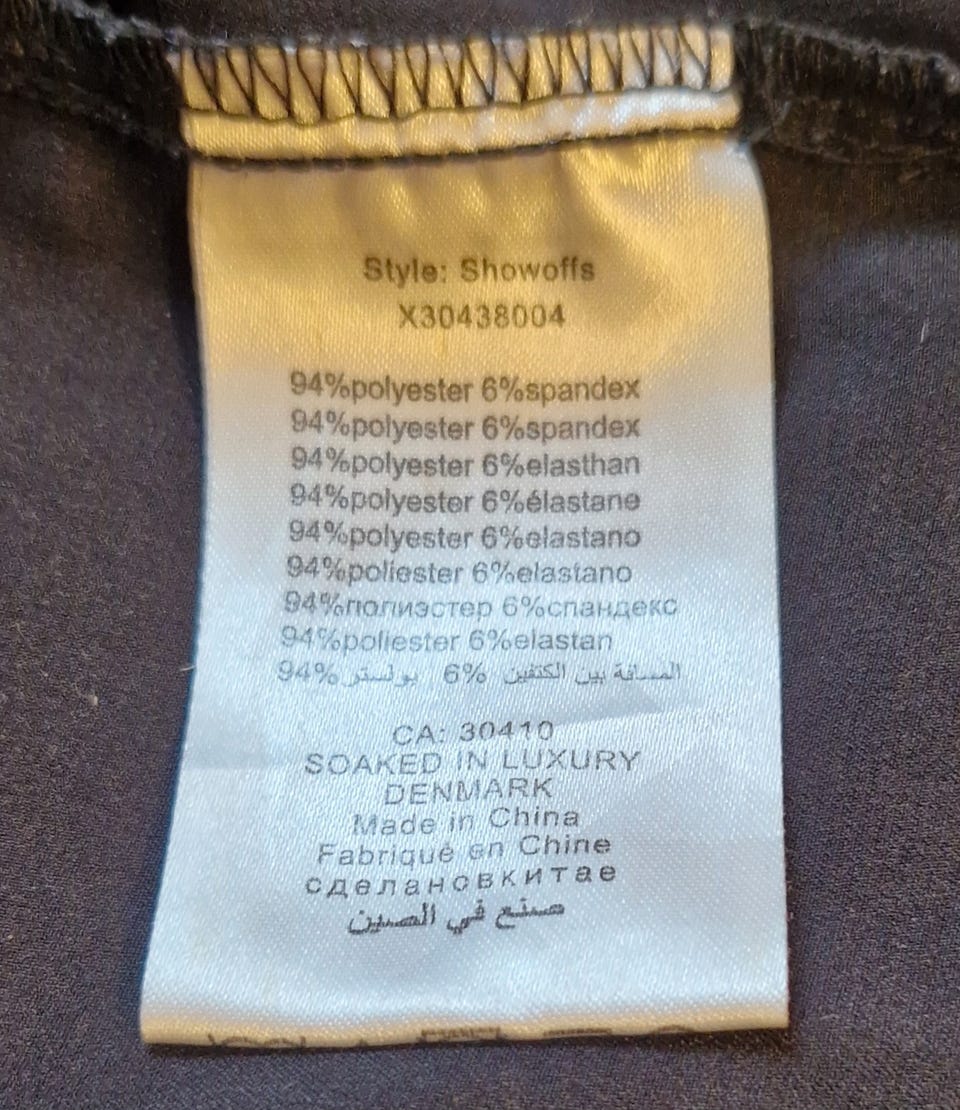 Style: Showoffs
X30438004
94%polyester 6%spandex
94%polyester 6%spandex
94%polyester 6%elasthan
94%polyester 6%élastane
94%polyester 6%elastano
94%poliester 6%elastano
94%полиэстер 6%спандекс
94%poliester 6%elastan
94% بولستر 6% المسافة بين الكتفين
CA: 30410
SOAKED IN LUXURY
DENMARK
Made in China
Fabriqué en Chine
сделановкитае
صنع في الصين